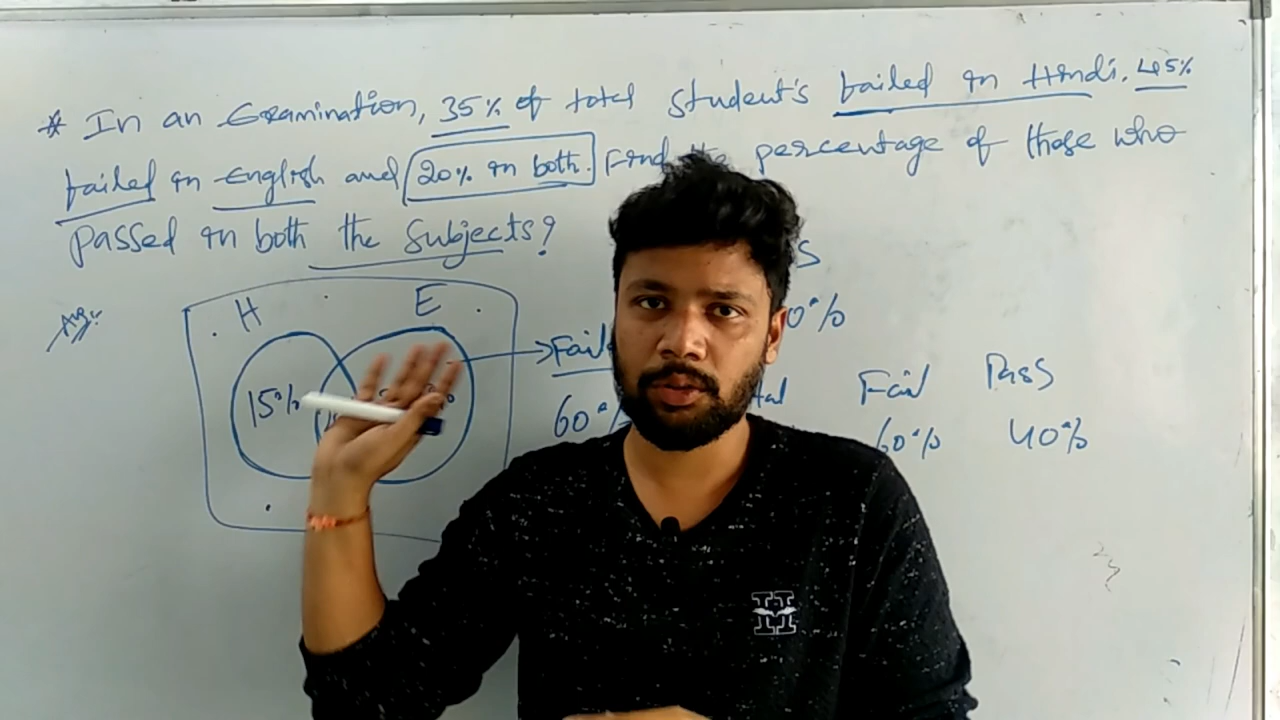 * In an Examination, 35% of total student's failed in Hindi. 45%
failed in English and 20% in both. Find the percentage of those who
passed in both the subjects?
Ans:
H E
15%
Fail Pass
60% 60% 40%